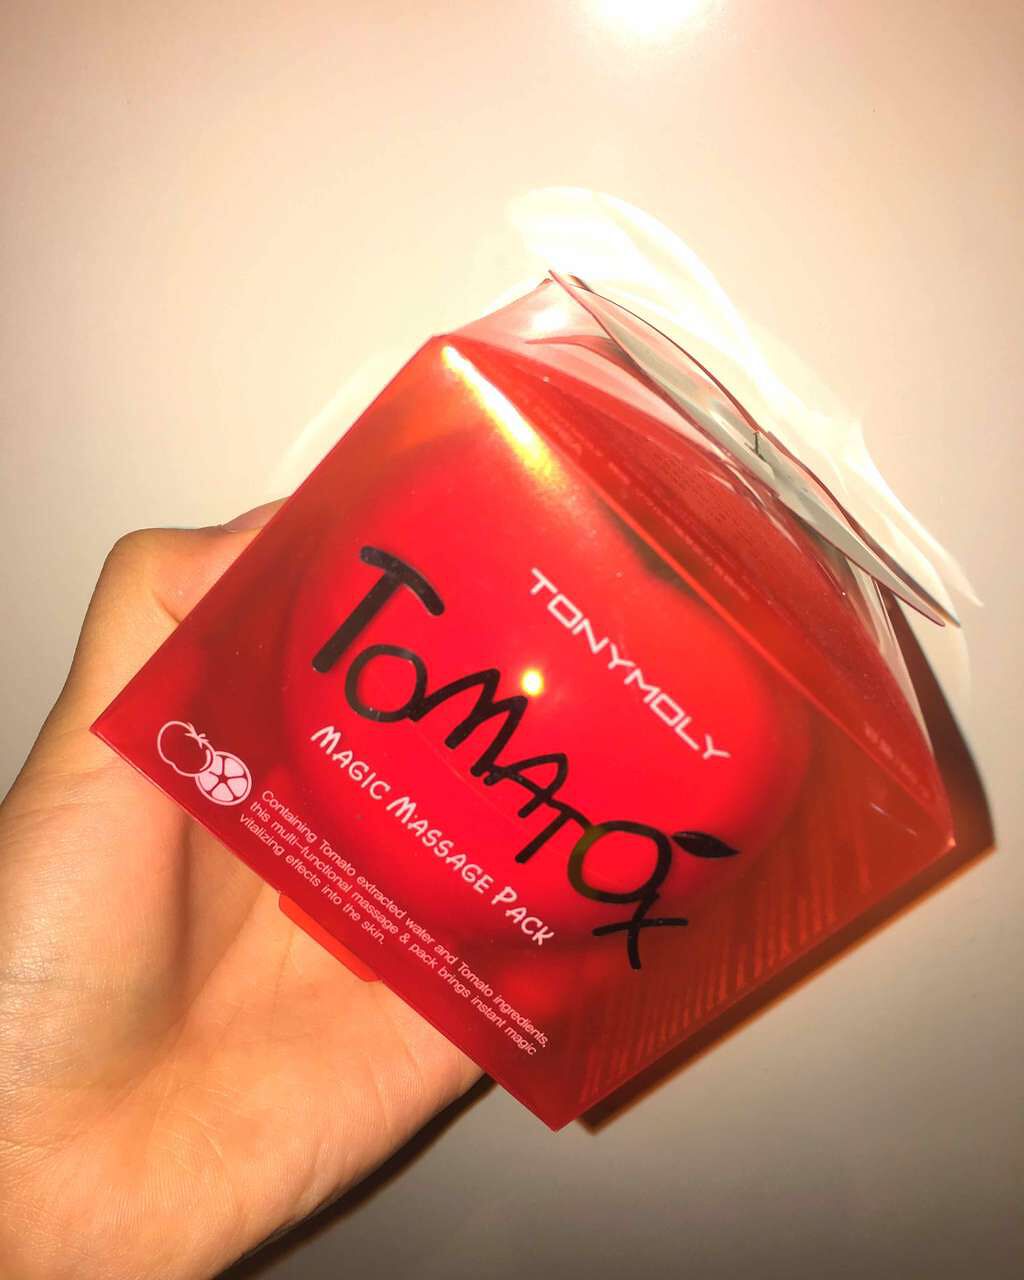 TONYMOLY
TOMATOX
MAGIC MASSAGE PACK
Containing Tomato extracted water and Tomato ingredients,
this multi-functional massage & pack brings instant magic
vitalizing effects into the skin.